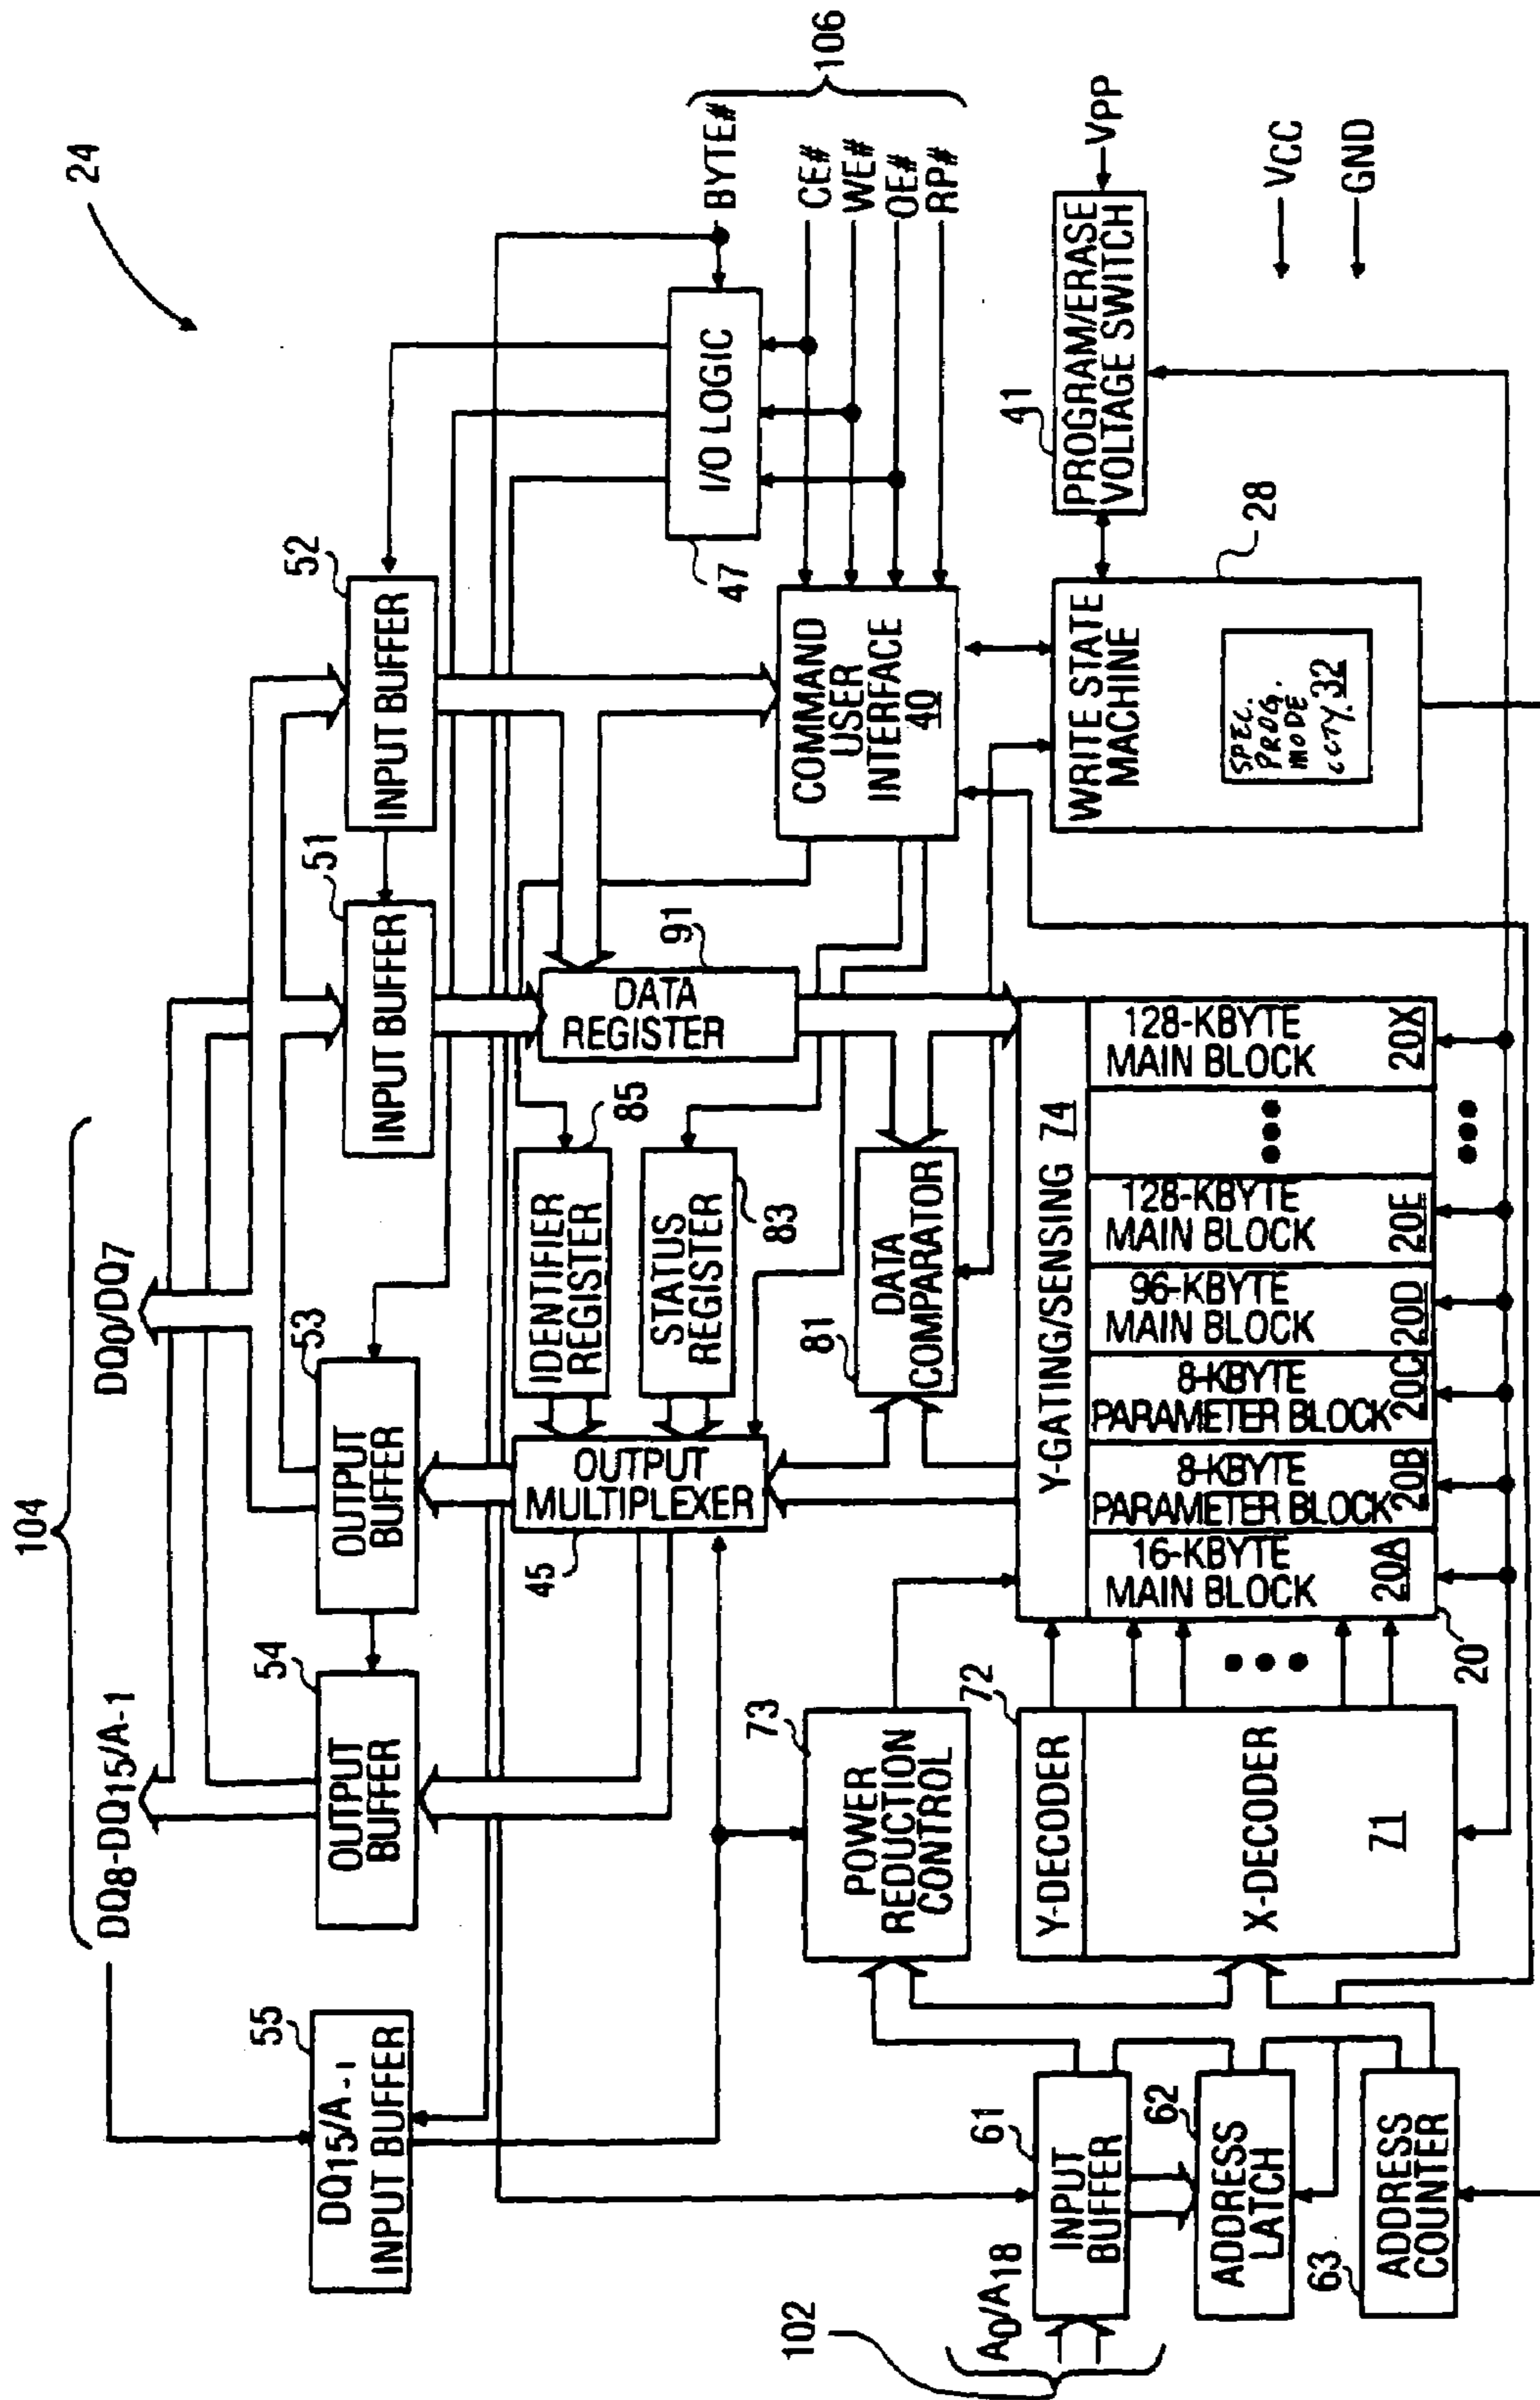 24
104
DQ8-DQ15/A-1
DQ0/DQ7
55
DQ15/A-1
INPUT BUFFER
54
OUTPUT
BUFFER
53
OUTPUT
BUFFER
51
INPUT BUFFER
52
INPUT BUFFER
BYTE#
CE#
WE#
OE#
RP#
106
I/O LOGIC
47
45
OUTPUT
MULTIPLEXER
IDENTIFIER
REGISTER
85
STATUS
REGISTER
83
DATA
REGISTER
91
COMMAND
USER
INTERFACE
40
73
POWER
REDUCTION
CONTROL
81
DATA
COMPARATOR
102
A0/A18
61
INPUT
BUFFER
62
ADDRESS
LATCH
63
ADDRESS
COUNTER
72
Y-DECODER
X-DECODER
71
Y-GATING/SENSING 74
16-KBYTE
MAIN BLOCK
20A
8-KBYTE
PARAMETER BLOCK
20B
8-KBYTE
PARAMETER BLOCK
20C
96-KBYTE
MAIN BLOCK
20D
128-KBYTE
MAIN BLOCK
20E
128-KBYTE
MAIN BLOCK
20X
20
WRITE STATE
MACHINE
SPEC.
PROG.
MODE
CCTY. 32
28
41
PROGRAM/ERASE
VOLTAGE SWITCH
VPP
VCC
GND